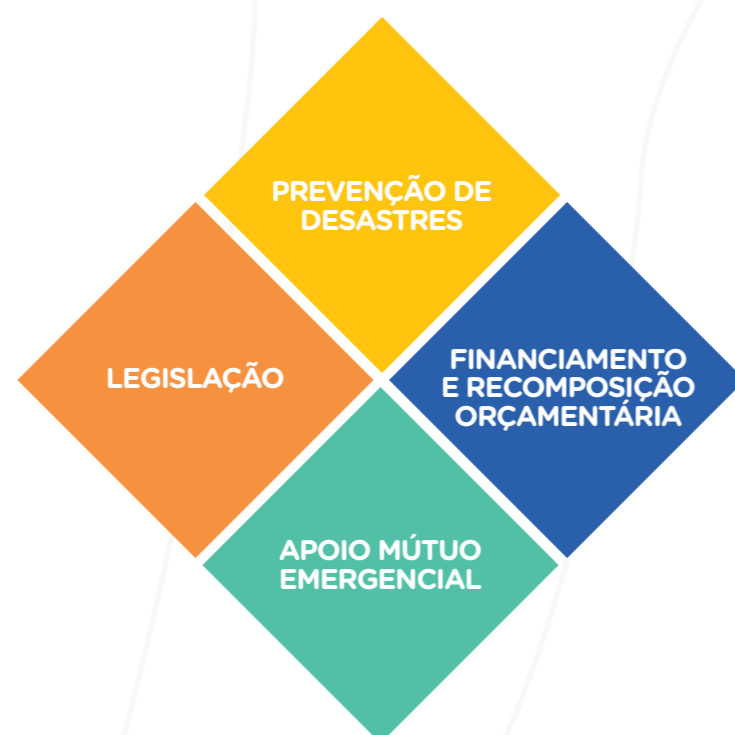 PREVENÇÃO DE
DESASTRES
LEGISLAÇÃO
FINANCIAMENTO
E RECOMPOSIÇÃO
ORÇAMENTÁRIA
APOIO MÚTUO
EMERGENCIAL